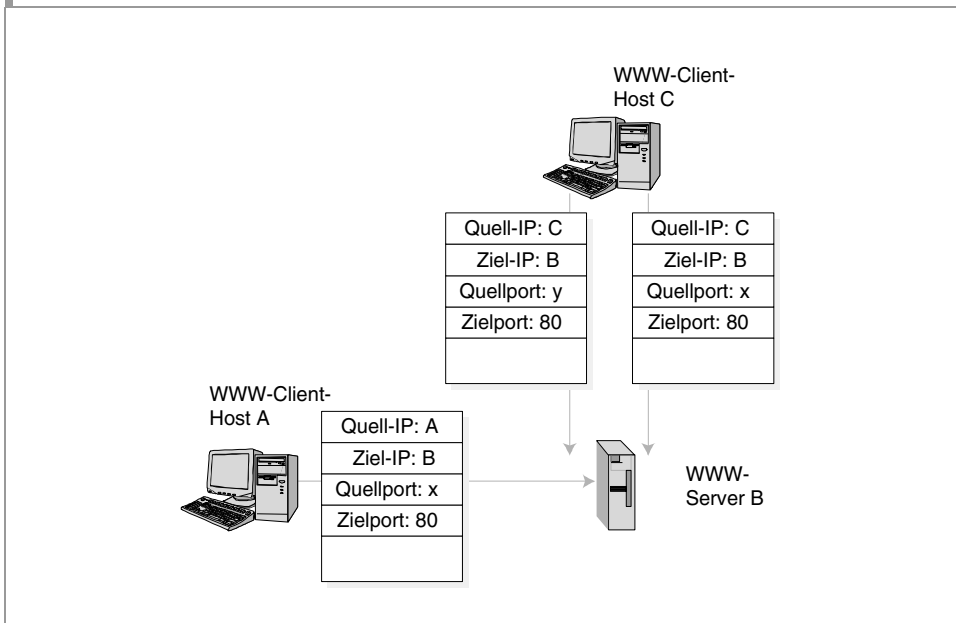 WWW-Client-
Host C
Quell-IP: C
Ziel-IP: B
Quellport: y
Zielport: 80
Quell-IP: C
Ziel-IP: B
Quellport: x
Zielport: 80
WWW-Client-
Host A
Quell-IP: A
Ziel-IP: B
Quellport: x
Zielport: 80
WWW-
Server B